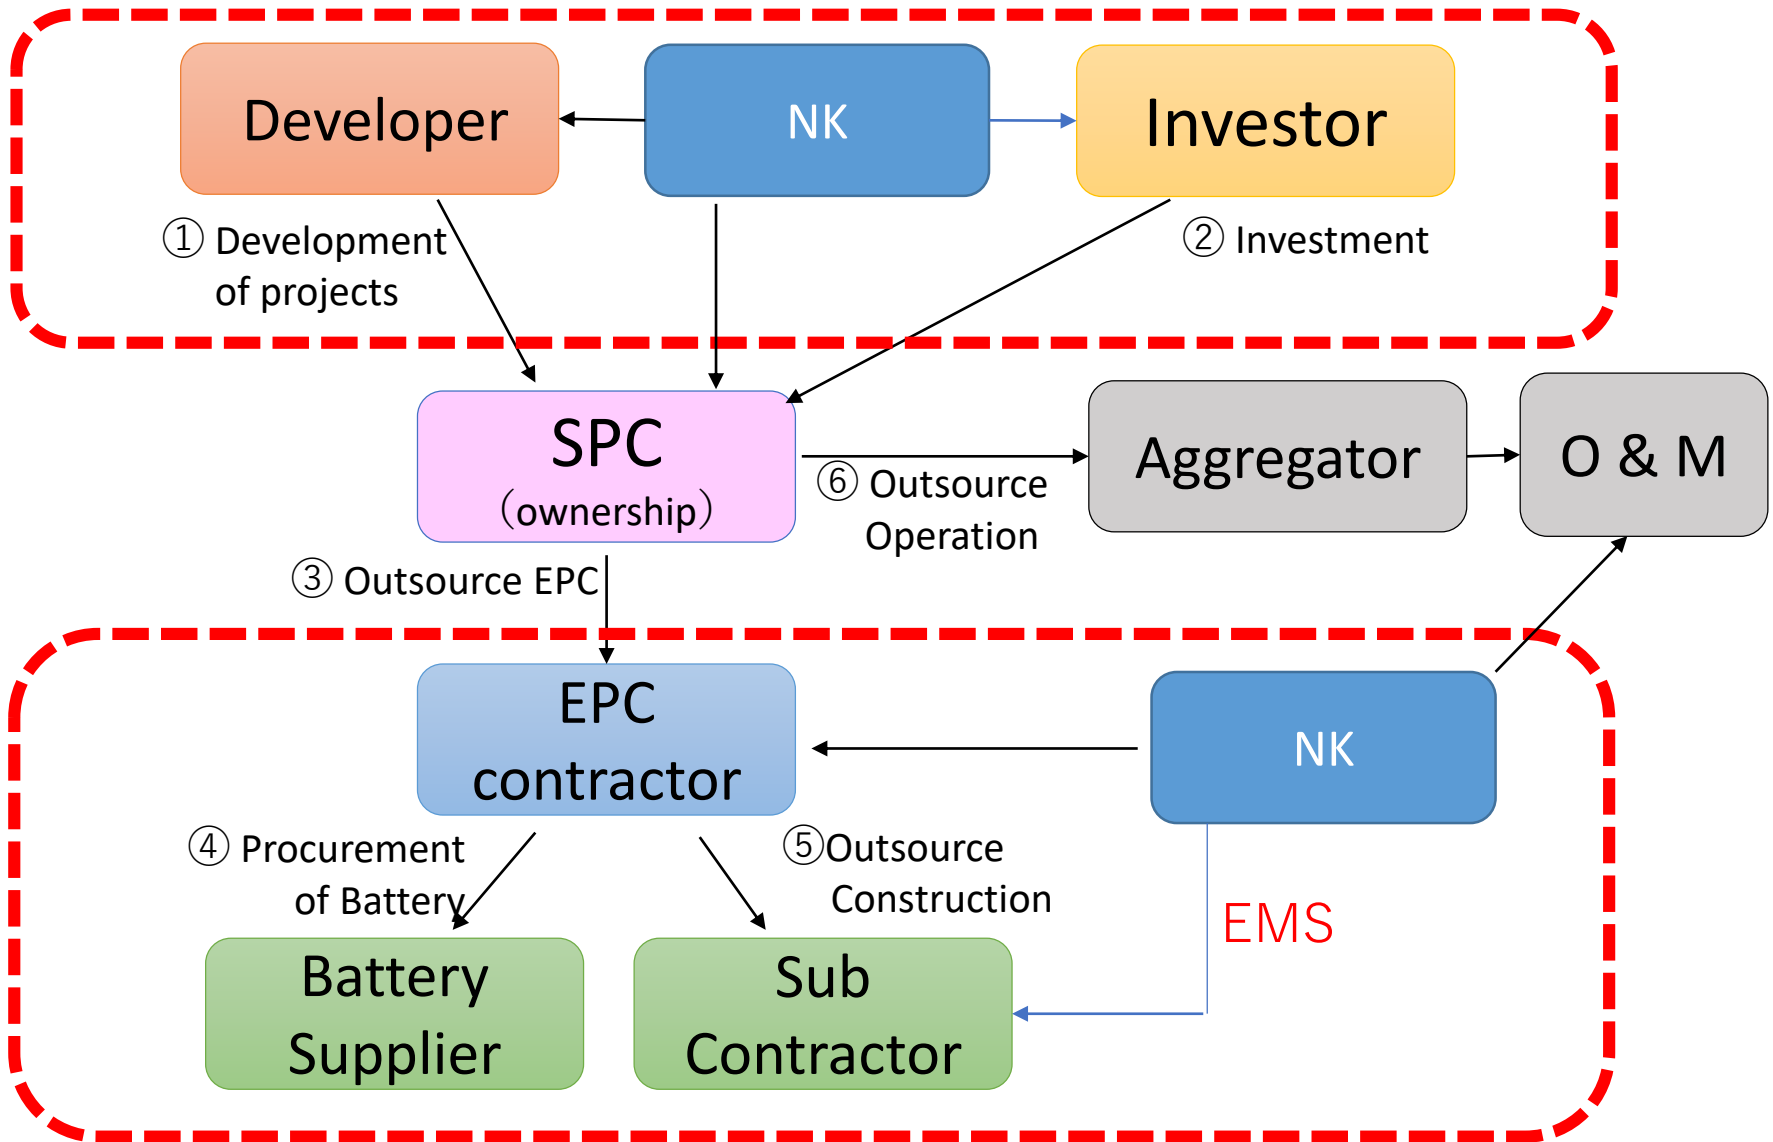 Developer
NK
Investor
① Development
of projects
② Investment
SPC
（ownership）
Aggregator
O & M
⑥ Outsource
Operation
③ Outsource EPC
EPC
contractor
NK
④ Procurement
of Battery
⑤Outsource
Construction
EMS
Battery
Supplier
Sub
Contractor